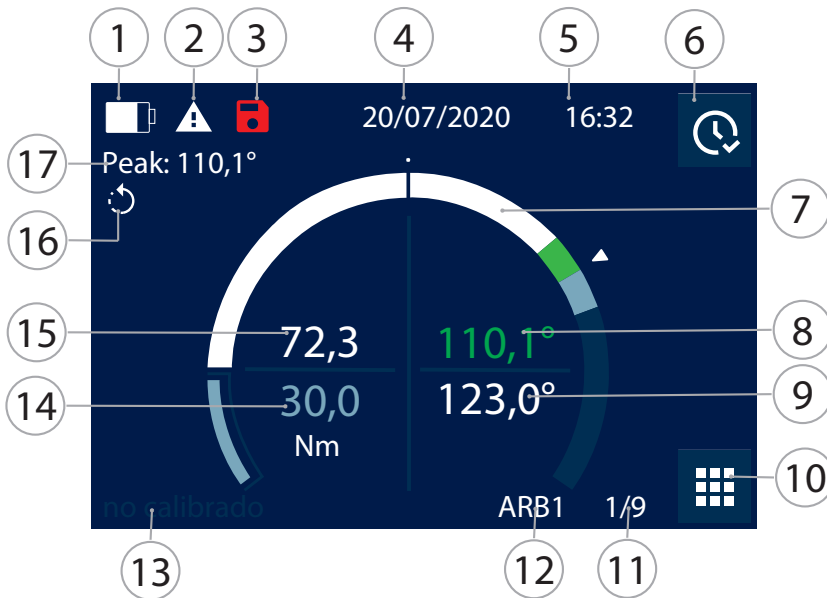 1 2 3 4 5 6
20/07/2020 16:32
17 Peak: 110,1°
16 7
15 72,3 110,1° 8
14 30,0 123,0° 9
Nm
10
no calibrado ARB1 1/9
13 12 11